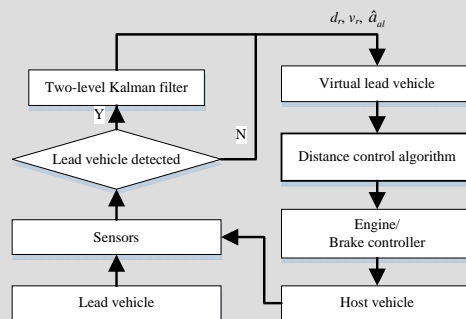 d_r, v_r, â_al
Two-level Kalman filter
Virtual lead vehicle
Y
N
Lead vehicle detected
Distance control algorithm
Sensors
Engine/
Brake controller
Lead vehicle
Host vehicle